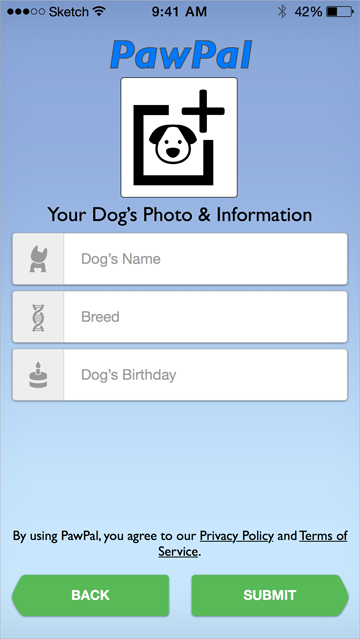 Sketch 9:41 AM 42%
PawPal
Your Dog's Photo & Information
Dog's Name
Breed
Dog's Birthday
By using PawPal, you agree to our Privacy Policy and Terms of
Service.
BACK SUBMIT